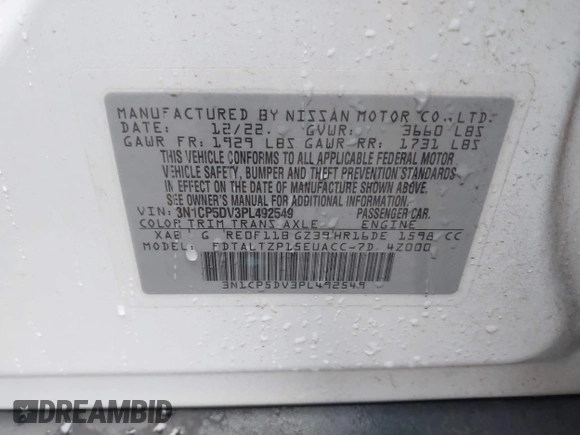 MANUFACTURED BY NISSAN MOTOR CO.,LTD.
DATE: 12/22. GVWR: 3660 LBS
GAWR FR: 1929 LBS GAWR RR: 1731 LBS
THIS VEHICLE CONFORMS TO ALL APPLICABLE FEDERAL MOTOR
VEHICLE SAFETY, BUMPER AND THEFT PREVENTION STANDARDS
IN EFFECT ON THE DATE OF MANUFACTURE SHOWN ABOVE.
SEE OWNER'S MANUAL FOR ADDITIONAL INFORMATION.
VIN: 3N1CP5DV3PL492549 PASSENGER CAR.
COLOR TRIM TRANS AXLE ENGINE
XAB G RE0F11B GZ39 HR16DE 1598 CC
MODEL: FDTALTZP15EUACC-7D 4Z000
3N1CP5DV3PL492549
DREAMBID